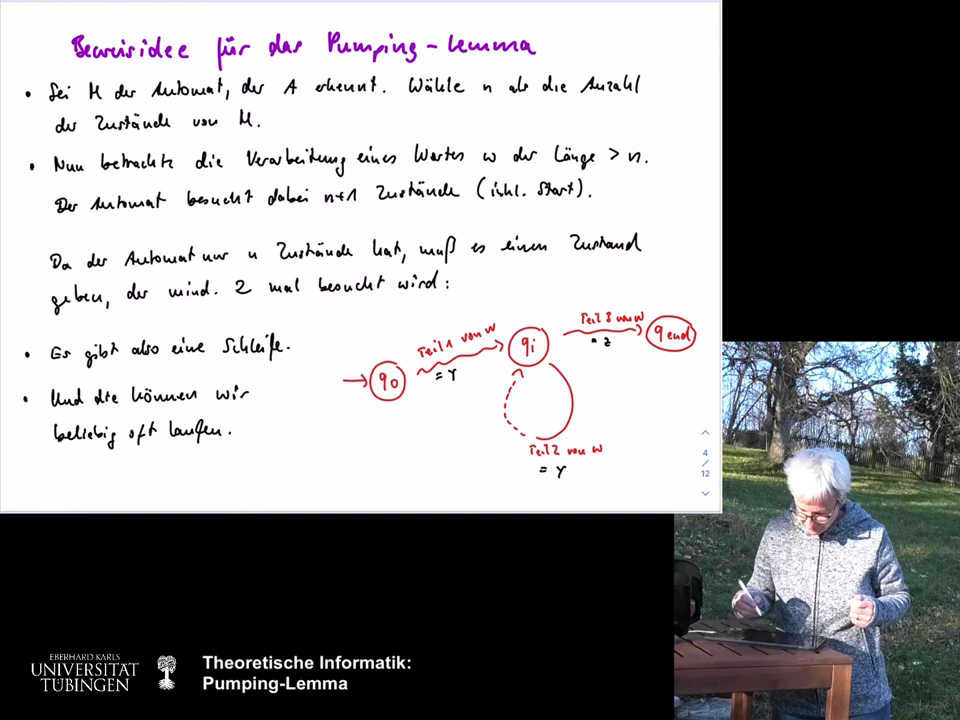 Beweisidee für das Pumping-Lemma
• Sei M der Automat, der A erkennt. Wähle n als die Anzahl
der Zustände von M.
• Nun betrachte die Verarbeitung eines Wortes w der Länge > n.
Der Automat besucht dabei n+1 Zustände (inkl. Start).
Da der Automat nur n Zustände hat, muß es einen Zustand
geben, der mind. 2 mal besucht wird:
• Es gibt also eine Schleife.
• Und die können wir
beliebig oft laufen.
q0
Teil 1 von w
= Y
qi
Teil 3 von w
= z
q end
Teil 2 von w
= Y
4
/
12
EBERHARD KARLS
UNIVERSITÄT
TÜBINGEN
Theoretische Informatik:
Pumping-Lemma